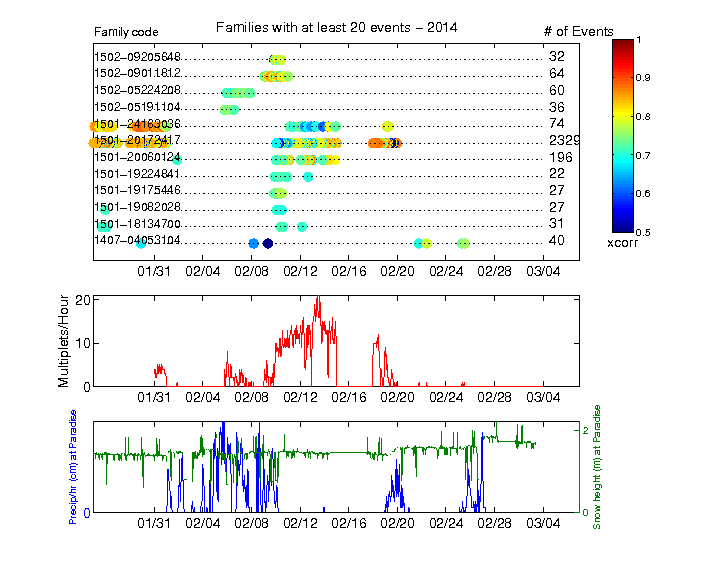 Families with at least 20 events – 2014
Family code
# of Events
1502–09205648 32
1502–09011812 64
1502–05224208 60
1502–05191104 36
1501–24163036 74
1501–20172417 2329
1501–20060124 196
1501–19224841 22
1501–19175446 27
1501–19082028 27
1501–18134700 31
1407–04053104 40
01/31 02/04 02/08 02/12 02/16 02/20 02/24 02/28 03/04
1
0.9
0.8
0.7
0.6
0.5
xcorr
Multiplets/Hour
20
10
0
01/31 02/04 02/08 02/12 02/16 02/20 02/24 02/28 03/04
Precip/hr (cm) at Paradise
2
0
2
0
Snow height (m) at Paradise
01/31 02/04 02/08 02/12 02/16 02/20 02/24 02/28 03/04